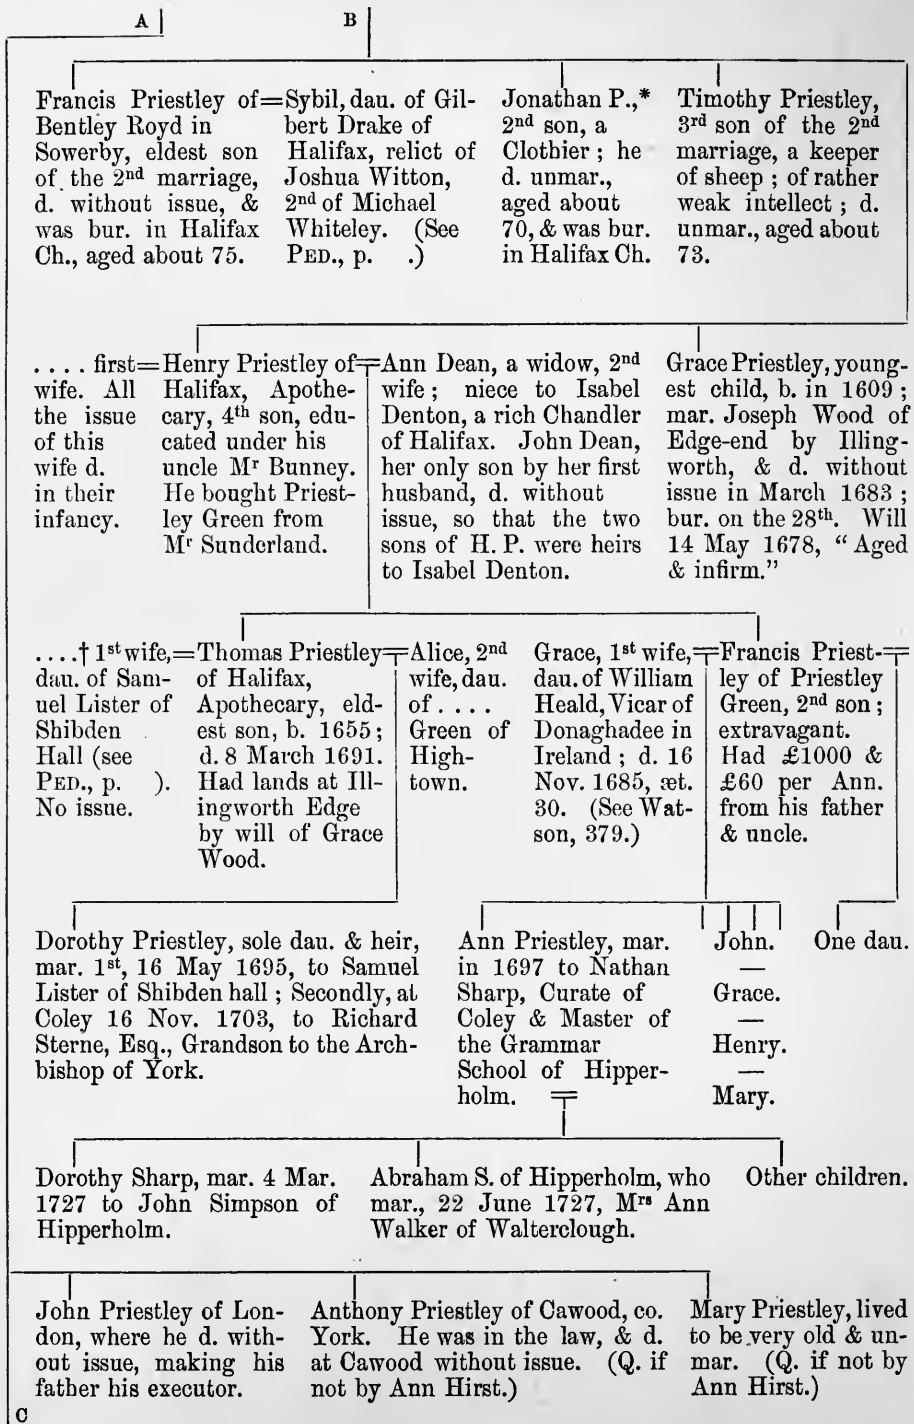 A B
Francis Priestley of=
Bentley Royd in
Sowerby, eldest son
of the 2nd marriage,
d. without issue, &
was bur. in Halifax
Ch., aged about 75.
Sybil, dau. of Gil-
bert Drake of
Halifax, relict of
Joshua Witton,
2nd of Michael
Whiteley. (See
PED., p. .)
Jonathan P.,*
2nd son, a
Clothier; he
d. unmar.,
aged about
70, & was bur.
in Halifax Ch.
Timothy Priestley,
3rd son of the 2nd
marriage, a keeper
of sheep; of rather
weak intellect; d.
unmar., aged about
73.
.... first=
wife. All
the issue
of this
wife d.
in their
infancy.
Henry Priestley of=
Halifax, Apothe-
cary, 4th son, edu-
cated under his
uncle Mr Bunney.
He bought Priest-
ley Green from
Mr Sunderland.
Ann Dean, a widow, 2nd
wife; niece to Isabel
Denton, a rich Chandler
of Halifax. John Dean,
her only son by her first
husband, d. without
issue, so that the two
sons of H. P. were heirs
to Isabel Denton.
Grace Priestley, young-
est child, b. in 1609;
mar. Joseph Wood of
Edge-end by Illing-
worth, & d. without
issue in March 1683;
bur. on the 28th. Will
14 May 1678, “Aged
& infirm.”
....† 1st wife,=
dau. of Sam-
uel Lister of
Shibden
Hall (see
PED., p. ).
No issue.
Thomas Priestley=
of Halifax,
Apothecary, eld-
est son, b. 1655;
d. 8 March 1691.
Had lands at Ill-
ingworth Edge
by will of Grace
Wood.
Alice, 2nd
wife, dau.
of ....
Green of
High-
town.
Grace, 1st wife,=
dau. of William
Heald, Vicar of
Donaghadee in
Ireland; d. 16
Nov. 1685, æt.
30. (See Wat-
son, 379.)
Francis Priest-=
ley of Priestley
Green, 2nd son;
extravagant.
Had £1000 &
£60 per Ann.
from his father
& uncle.
Dorothy Priestley, sole dau. & heir,
mar. 1st, 16 May 1695, to Samuel
Lister of Shibden hall; Secondly, at
Coley 16 Nov. 1703, to Richard
Sterne, Esq., Grandson to the Arch-
bishop of York.
Ann Priestley, mar.
in 1697 to Nathan
Sharp, Curate of
Coley & Master of
the Grammar
School of Hipper-
holm. =
John.
—
Grace.
—
Henry.
—
Mary.
One dau.
Dorothy Sharp, mar. 4 Mar.
1727 to John Simpson of
Hipperholm.
Abraham S. of Hipperholm, who
mar., 22 June 1727, Mrs Ann
Walker of Walterclough.
Other children.
John Priestley of Lon-
don, where he d. with-
out issue, making his
father his executor.
Anthony Priestley of Cawood, co.
York. He was in the law, & d.
at Cawood without issue. (Q. if
not by Ann Hirst.)
Mary Priestley, lived
to be very old & un-
mar. (Q. if not by
Ann Hirst.)
C